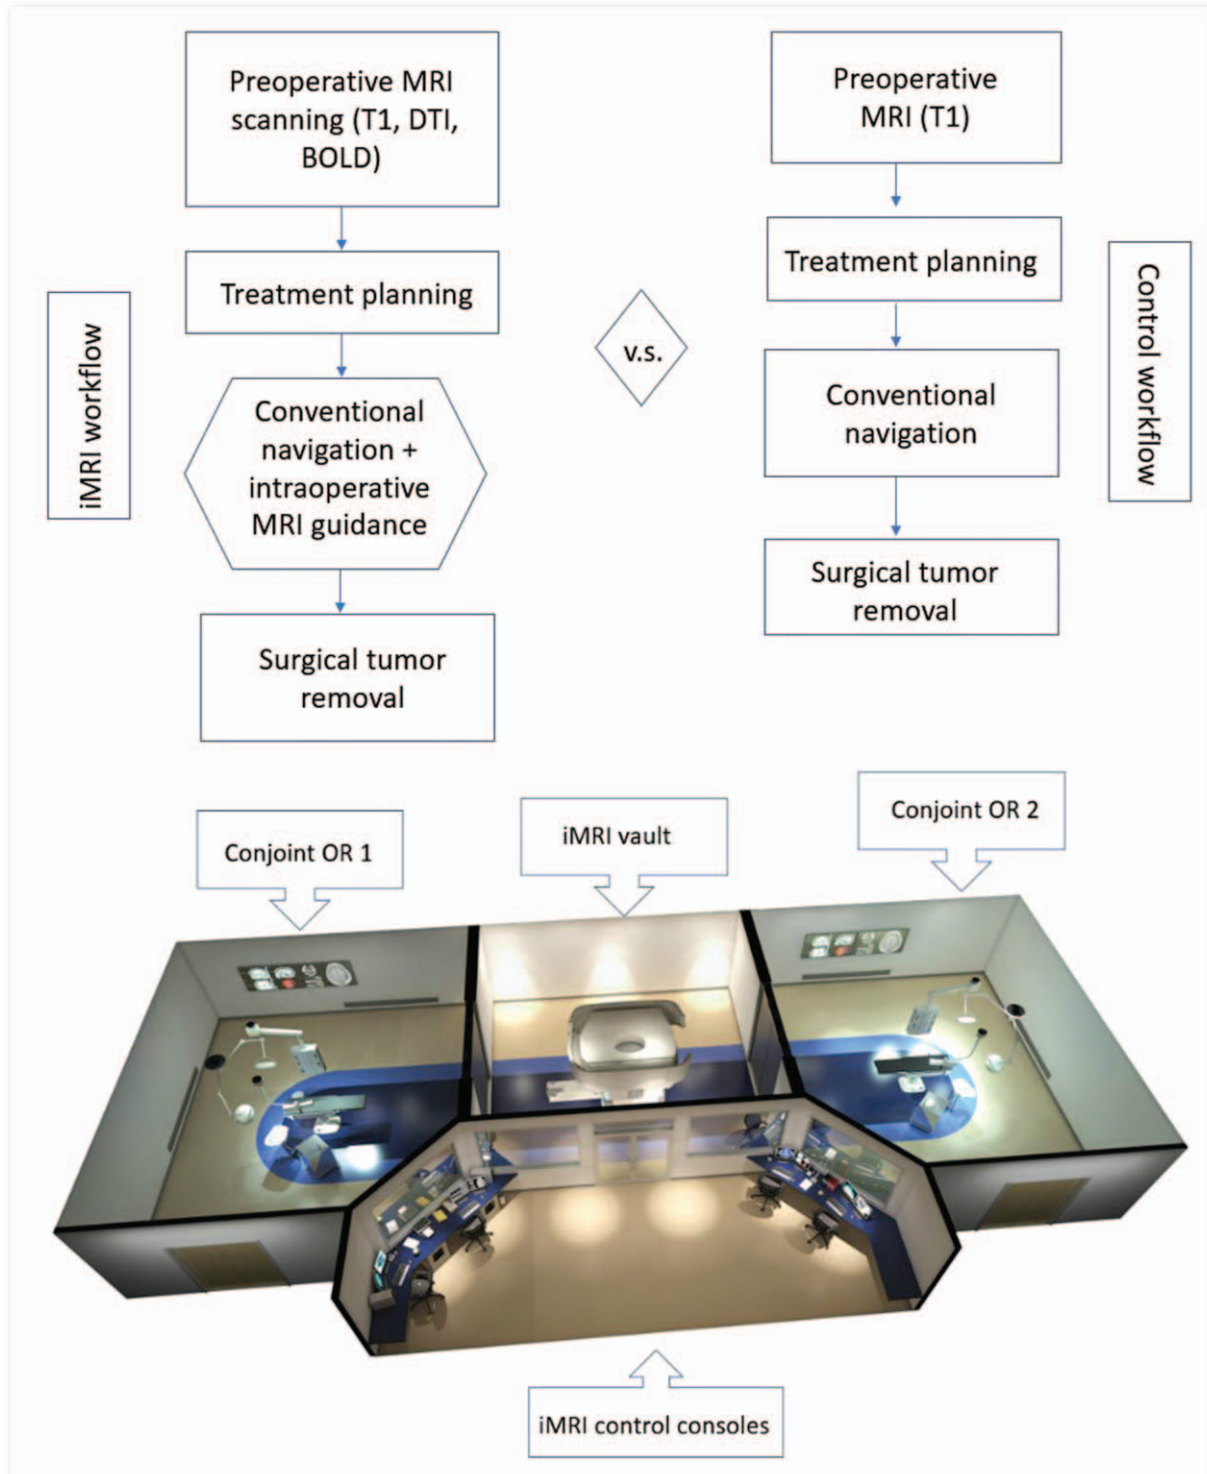 Preoperative MRI
scanning (T1, DTI,
BOLD)
Treatment planning
iMRI workflow
Conventional
navigation +
intraoperative
MRI guidance
Surgical tumor
removal
v.s.
Preoperative
MRI (T1)
Treatment planning
Control workflow
Conventional
navigation
Surgical tumor
removal
Conjoint OR 1
iMRI vault
Conjoint OR 2
iMRI control consoles